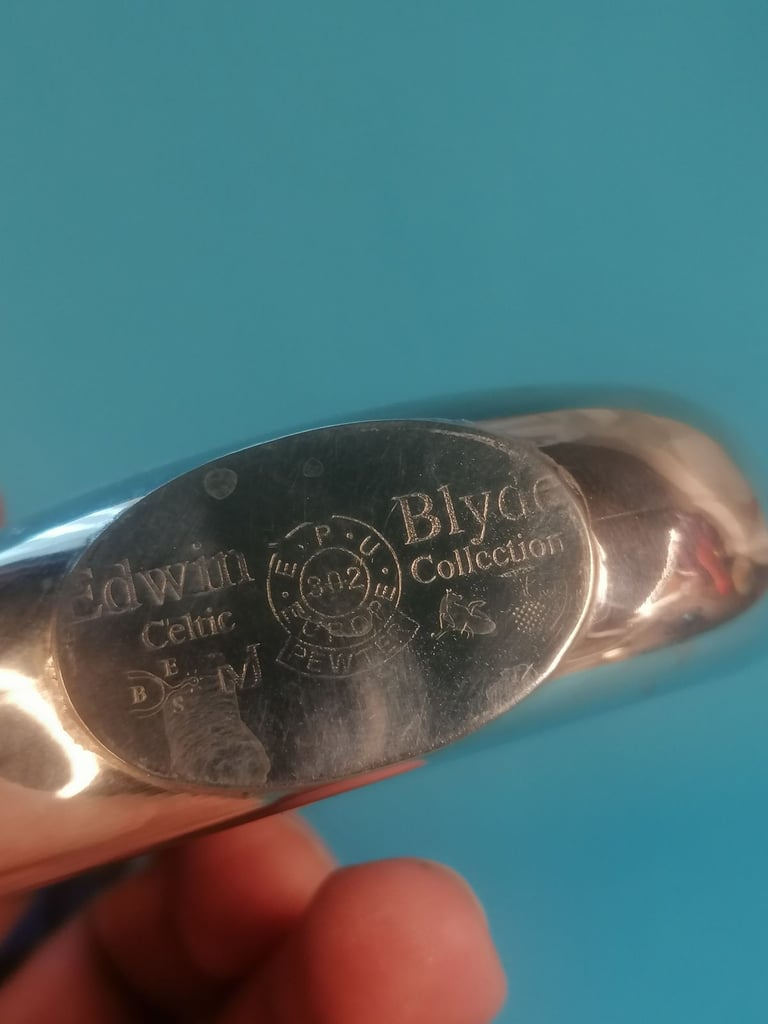 Edwin Blyde
Celtic Collection
E.P.U.
302
EUROPE
PEWTER
E
B S
M